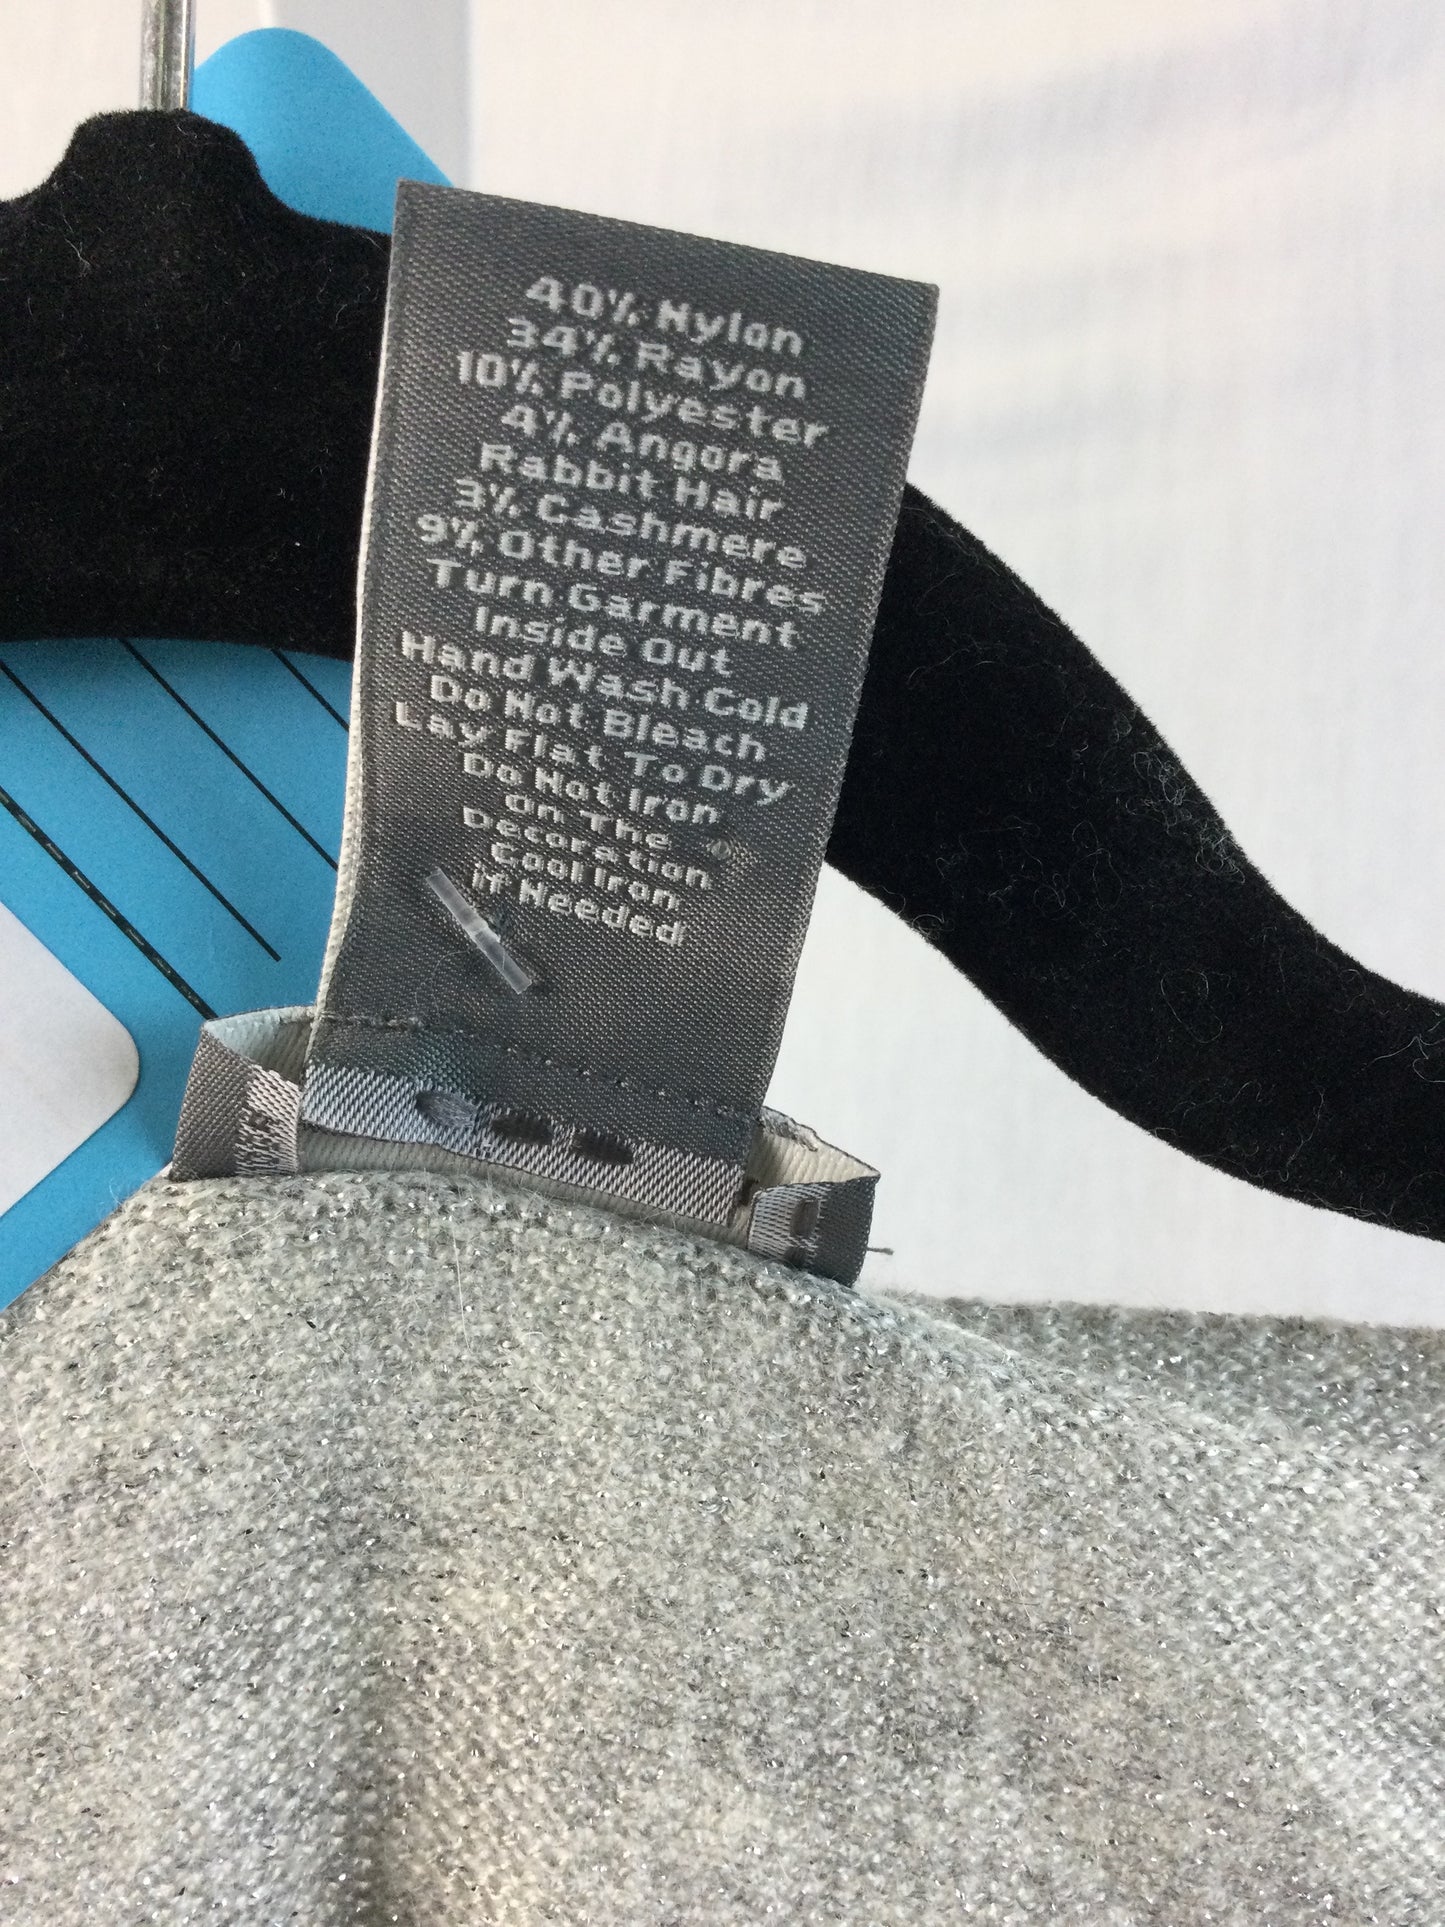 40% Nylon
34% Rayon
10% Polyester
4% Angora
Rabbit Hair
3% Cashmere
9% Other Fibres
Turn Garment
Inside Out
Hand Wash Cold
Do Not Bleach
Lay Flat To Dry
Do Not Iron
on The
Decoration
Cool Iron
if Needed